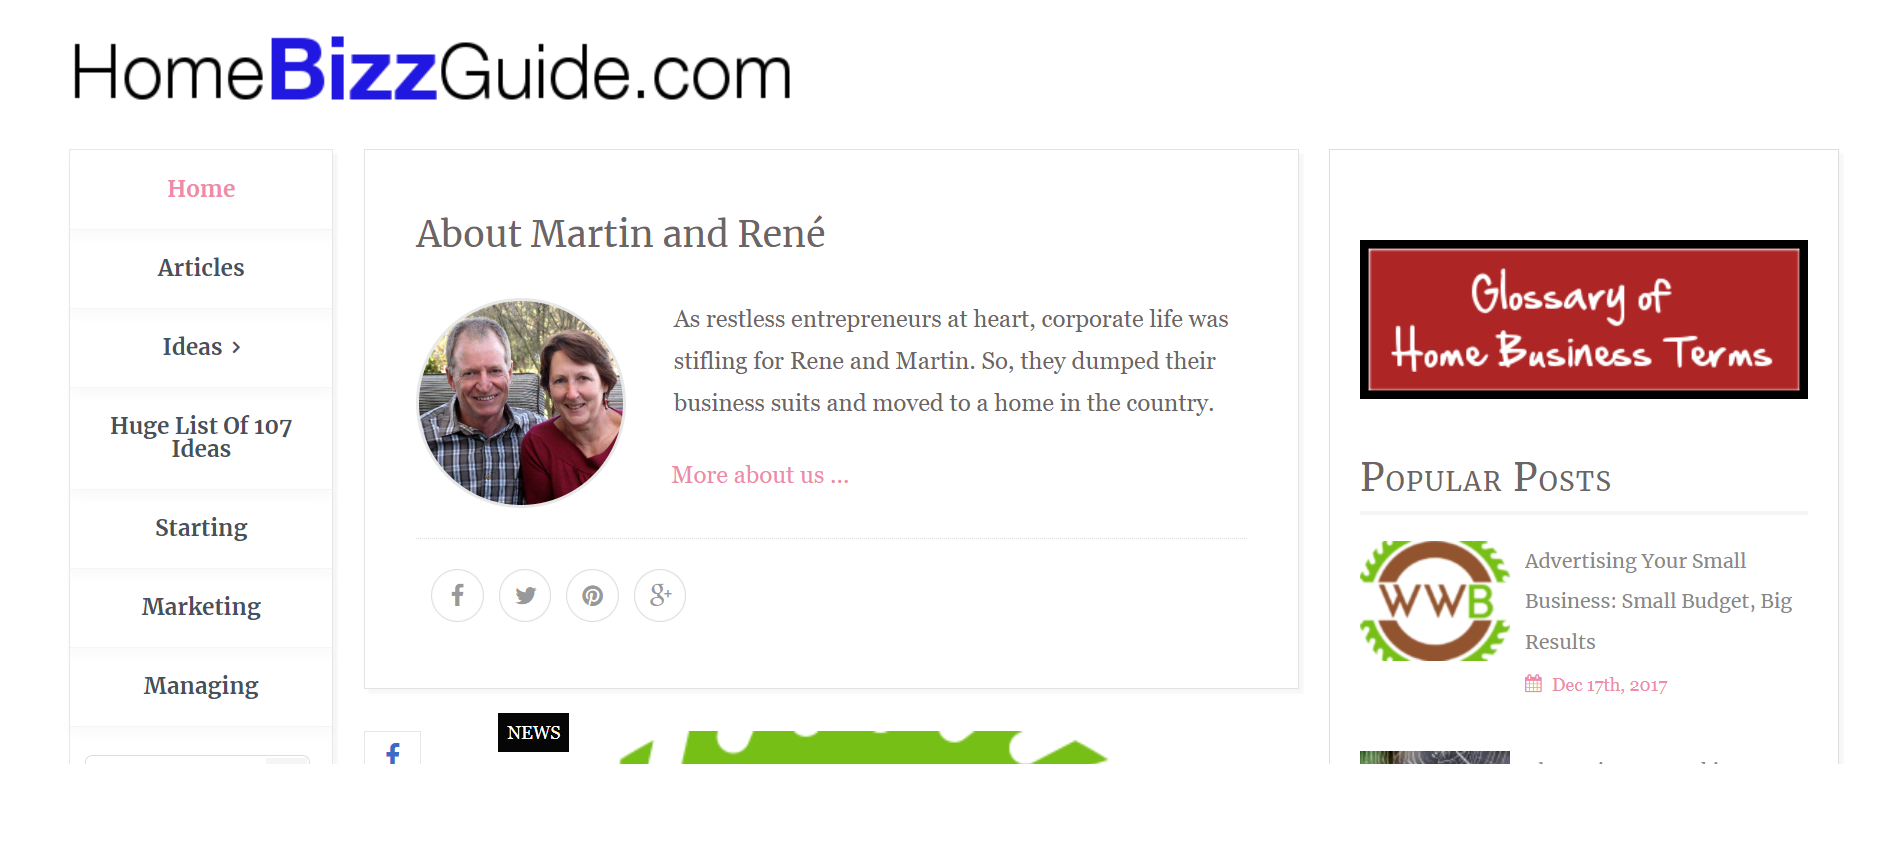 HomeBizzGuide.com
Home
Articles
Ideas
Huge List Of 107
Ideas
Starting
Marketing
Managing
About Martin and René
As restless entrepreneurs at heart, corporate life was
stifling for Rene and Martin. So, they dumped their
business suits and moved to a home in the country.
More about us ...
NEWS
Glossary of
Home Business Terms
Popular Posts
WWB
Advertising Your Small
Business: Small Budget, Big
Results
Dec 17th, 2017